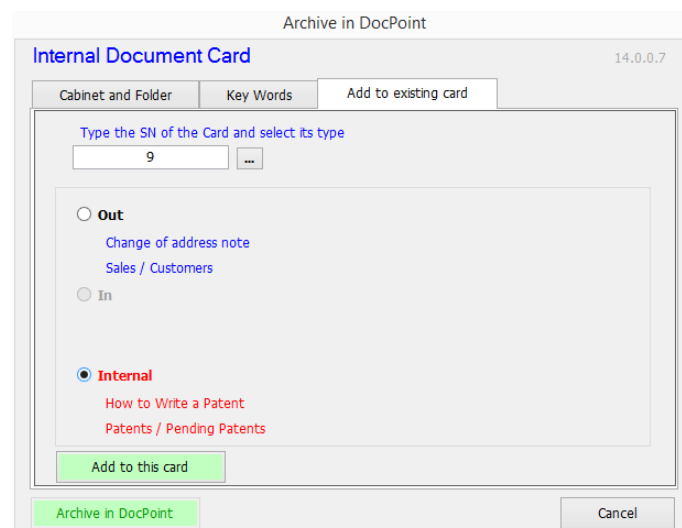 Archive in DocPoint
Internal Document Card
14.0.0.7
Cabinet and Folder
Key Words
Add to existing card
Type the SN of the Card and select its type
9
...
Out
Change of address note
Sales / Customers
In
Internal
How to Write a Patent
Patents / Pending Patents
Add to this card
Archive in DocPoint
Cancel